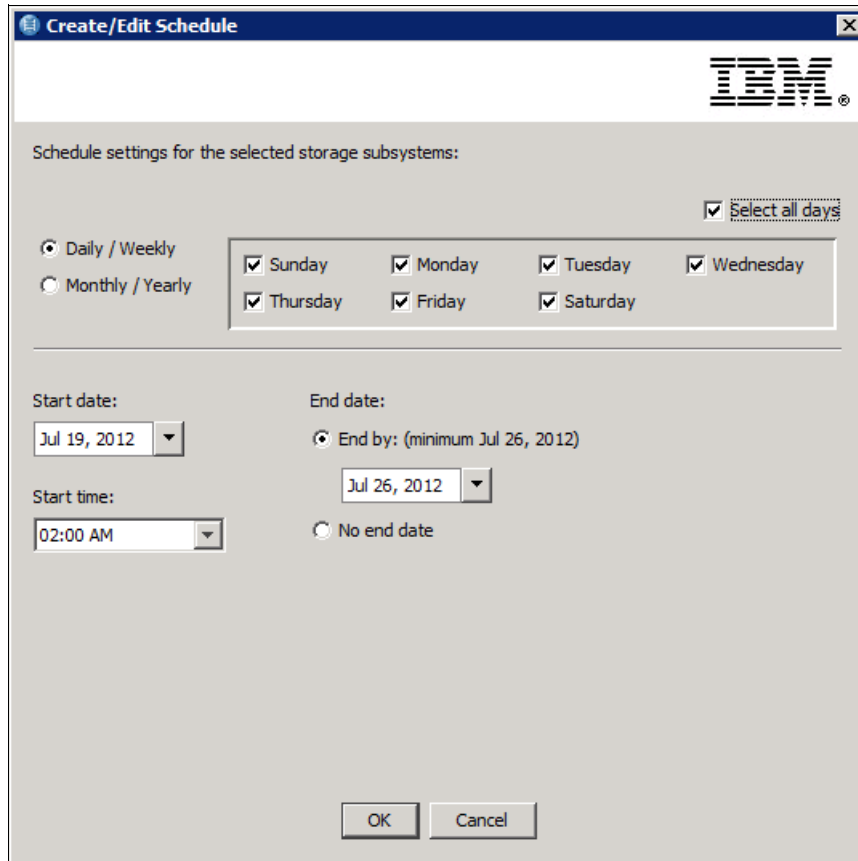 Create/Edit Schedule
IBM®
Schedule settings for the selected storage subsystems:
Select all days
Daily / Weekly
Monthly / Yearly
Sunday Monday Tuesday Wednesday
Thursday Friday Saturday
Start date: End date:
Jul 19, 2012 End by: (minimum Jul 26, 2012)
Jul 26, 2012
Start time:
02:00 AM No end date
OK Cancel